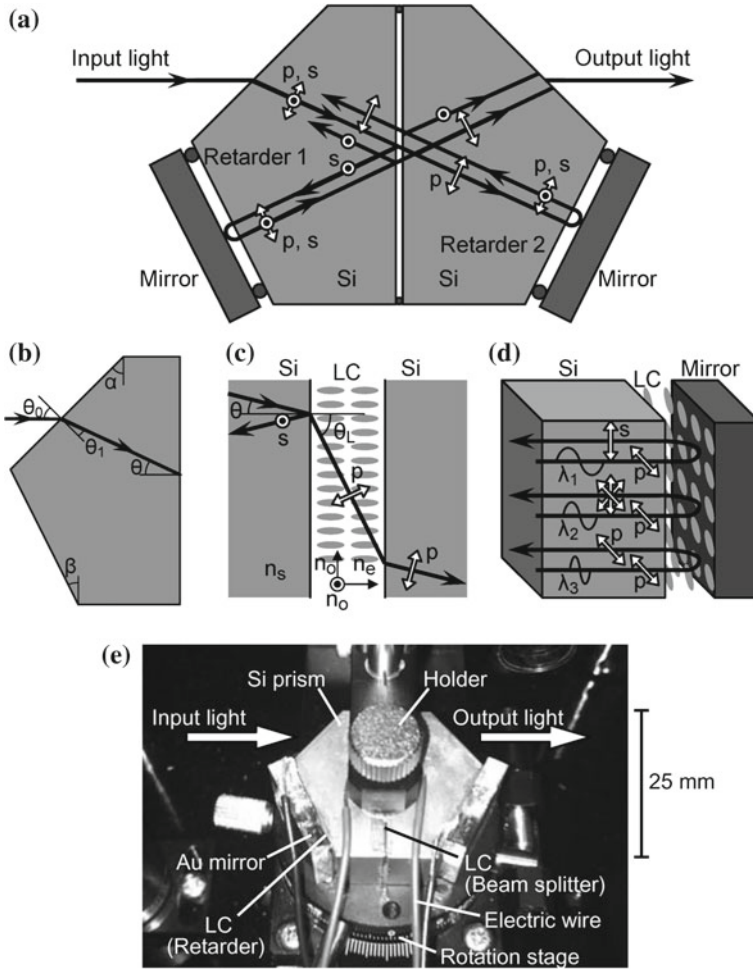 (a)
Input light
Output light
p, s
p
s
Retarder 1
p, s
p, s
Retarder 2
Mirror
Si
Si
Mirror
(b)
α
θ₀
θ₁
θ
β
(c)
Si
LC
Si
θ
s
θL
p
p
ns
no
ne
no
(d)
Si
LC
Mirror
s
λ₁
p
λ₂
p
p
λ₃
p
(e)
Si prism
Holder
Input light
Output light
25 mm
Au mirror
LC
(Retarder)
LC
(Beam splitter)
Electric wire
Rotation stage